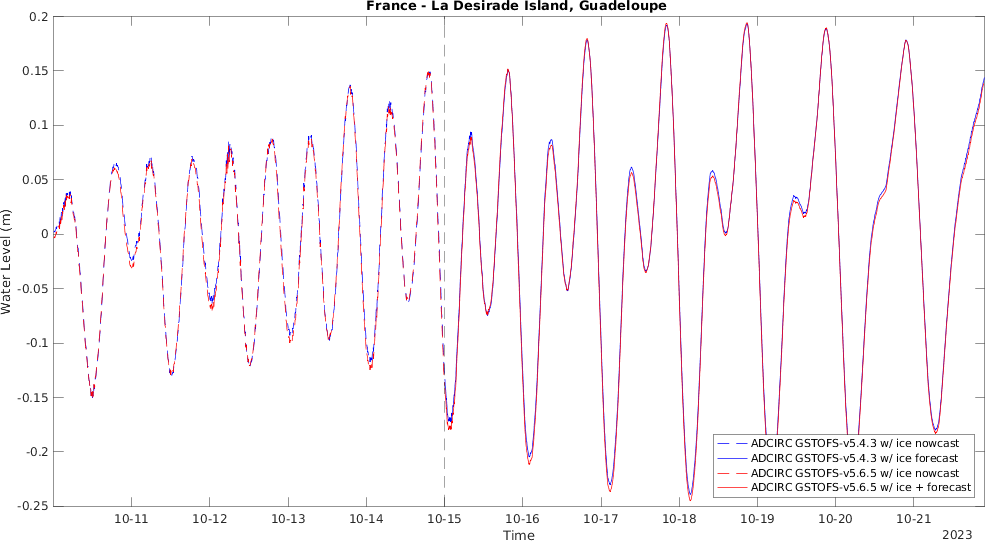 France - La Desirade Island, Guadeloupe
0.2
0.15
0.1
0.05
0
-0.05
-0.1
-0.15
-0.2
-0.25
Water Level (m)
ADCIRC GSTOFS-v5.4.3 w/ ice nowcast
ADCIRC GSTOFS-v5.4.3 w/ ice forecast
ADCIRC GSTOFS-v5.6.5 w/ ice nowcast
ADCIRC GSTOFS-v5.6.5 w/ ice + forecast
10-11 10-12 10-13 10-14 10-15 10-16 10-17 10-18 10-19 10-20 10-21
Time
2023